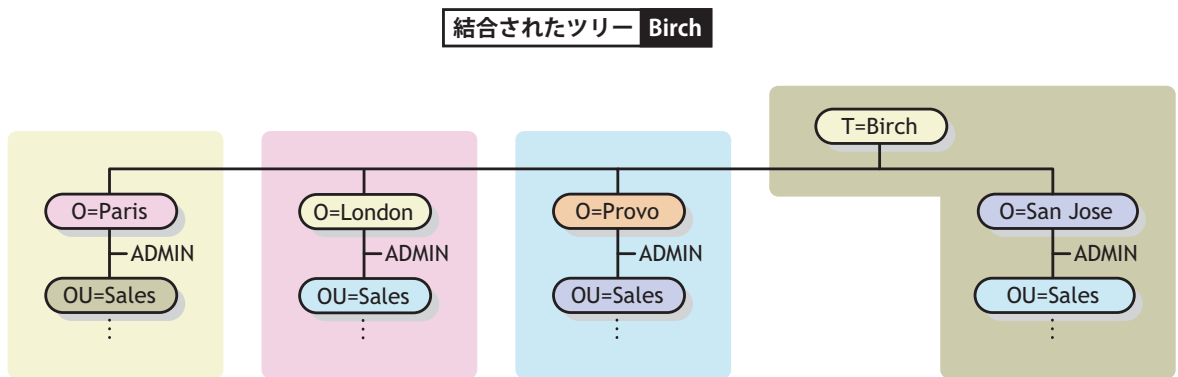 結合されたツリー Birch
T=Birch
O=Paris
O=London
O=Provo
O=San Jose
ADMIN
ADMIN
ADMIN
ADMIN
OU=Sales
OU=Sales
OU=Sales
OU=Sales